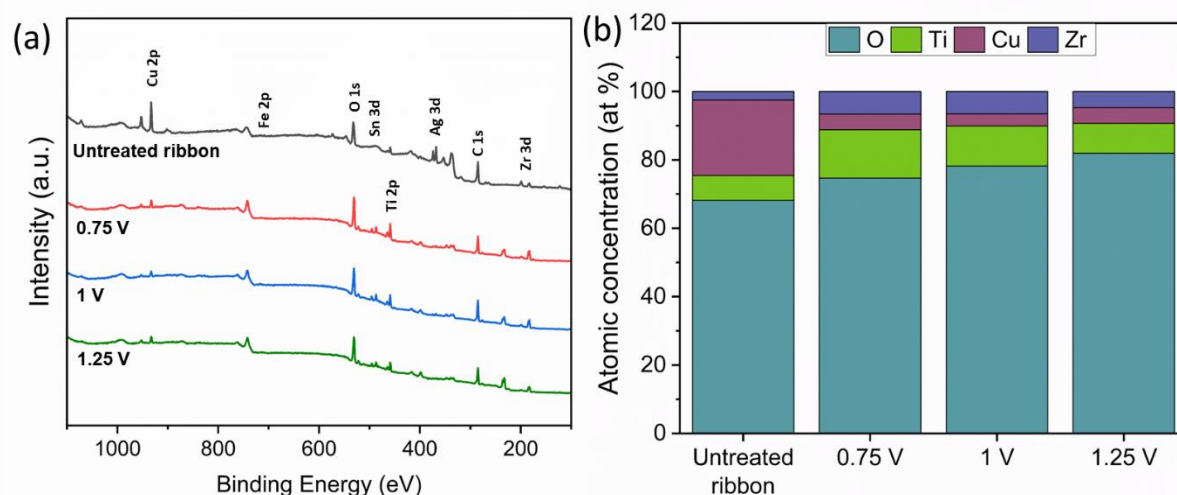 (a)
Cu 2p
Fe 2p
O 1s
Sn 3d
Ag 3d
C 1s
Zr 3d
Ti 2p
Untreated ribbon
0.75 V
1 V
1.25 V
Intensity (a.u.)
1000 800 600 400 200
Binding Energy (eV)
(b)
O Ti Cu Zr
Atomic concentration (at %)
120
100
80
60
40
20
0
Untreated 0.75 V 1 V 1.25 V
ribbon